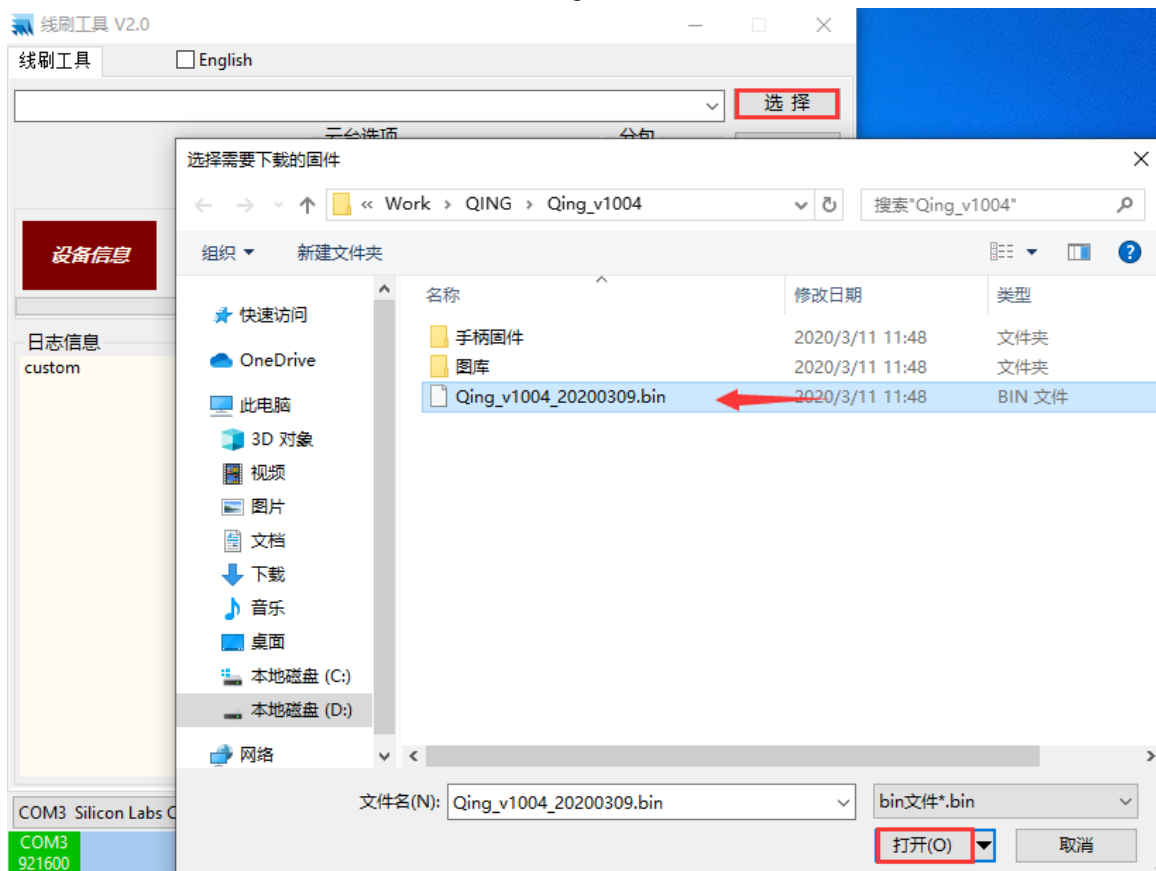 线刷工具 V2.0
线刷工具
English
选 择
云台选项
分包
选择需要下载的固件
« Work › QING › Qing_v1004
搜索"Qing_v1004"
设备信息
组织
新建文件夹
名称
修改日期
类型
快速访问
手柄固件 2020/3/11 11:48 文件夹
日志信息
custom
OneDrive
图库 2020/3/11 11:48 文件夹
Qing_v1004_20200309.bin 2020/3/11 11:48 BIN 文件
此电脑
3D 对象
视频
图片
文档
下载
音乐
桌面
本地磁盘 (C:)
本地磁盘 (D:)
网络
文件名(N): Qing_v1004_20200309.bin
bin文件*.bin
COM3 Silicon Labs C
COM3
921600
打开(O)
取消